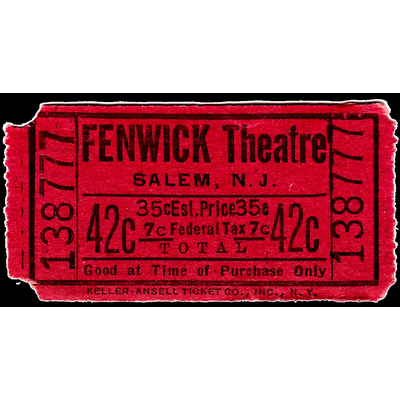 138777
FENWICK Theatre
SALEM, N.J.
42c 35c Est. Price 35c 42c
7c Federal Tax 7c
TOTAL
Good at Time of Purchase Only
138777
KELLER-ANSELL TICKET CO., INC., N.Y.